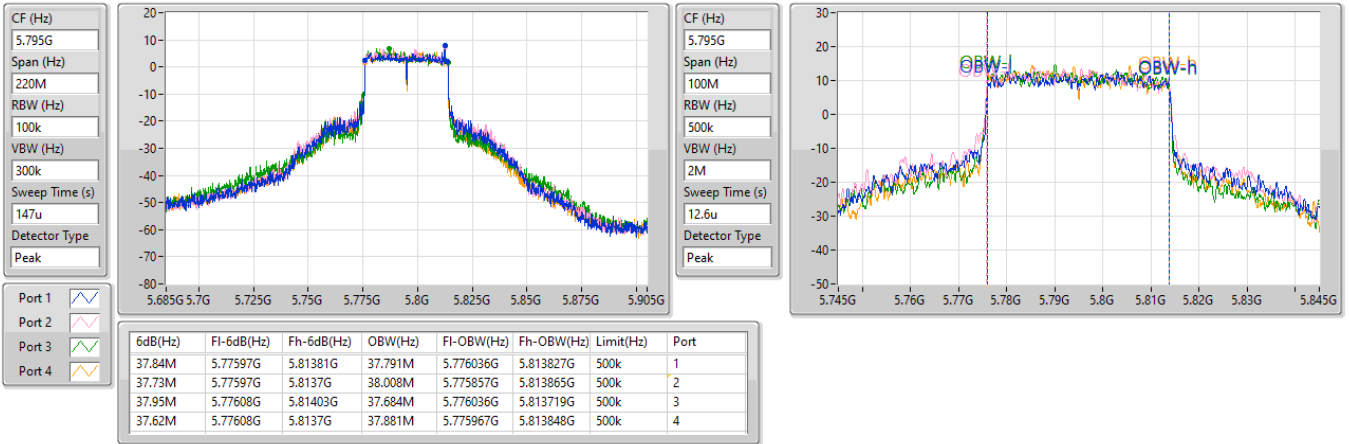 CF (Hz)
5.795G
Span (Hz)
220M
RBW (Hz)
100k
VBW (Hz)
300k
Sweep Time (s)
147u
Detector Type
Peak
20
10
0
-10
-20
-30
-40
-50
-60
-70
-80
5.685G 5.7G 5.725G 5.75G 5.775G 5.8G 5.825G 5.85G 5.875G 5.905G
CF (Hz)
5.795G
Span (Hz)
100M
RBW (Hz)
500k
VBW (Hz)
2M
Sweep Time (s)
12.6u
Detector Type
Peak
30
20
10
0
-10
-20
-30
-40
-50
OBW-l OBW-h
5.745G 5.76G 5.77G 5.78G 5.79G 5.8G 5.81G 5.82G 5.83G 5.845G
Port 1
Port 2
Port 3
Port 4
6dB(Hz) Fl-6dB(Hz) Fh-6dB(Hz) OBW(Hz) Fl-OBW(Hz) Fh-OBW(Hz) Limit(Hz) Port
37.84M 5.77597G 5.81381G 37.791M 5.776036G 5.813827G 500k 1
37.73M 5.77597G 5.8137G 38.008M 5.775857G 5.813865G 500k 2
37.95M 5.77608G 5.81403G 37.684M 5.776036G 5.813719G 500k 3
37.62M 5.77608G 5.8137G 37.881M 5.775967G 5.813848G 500k 4